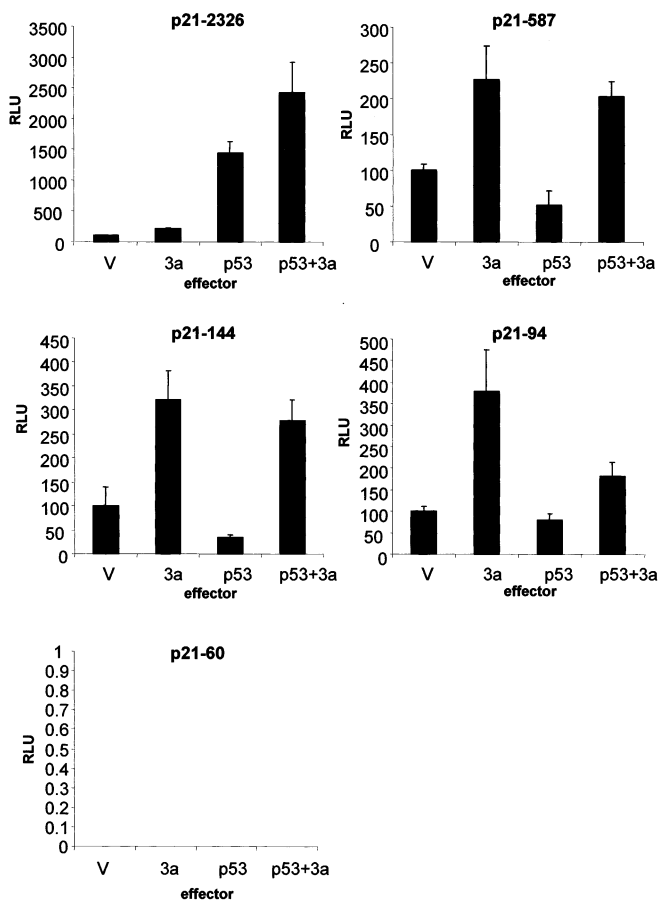 p21-2326
3500
3000
2500
2000
1500
1000
500
0
RLU
V 3a p53 p53+3a
effector
p21-587
300
250
200
150
100
50
0
RLU
V 3a p53 p53+3a
effector
p21-144
450
400
350
300
250
200
150
100
50
0
RLU
V 3a p53 p53+3a
effector
p21-94
500
450
400
350
300
250
200
150
100
50
0
RLU
V 3a p53 p53+3a
effector
p21-60
1
0.9
0.8
0.7
0.6
0.5
0.4
0.3
0.2
0.1
0
RLU
V 3a p53 p53+3a
effector